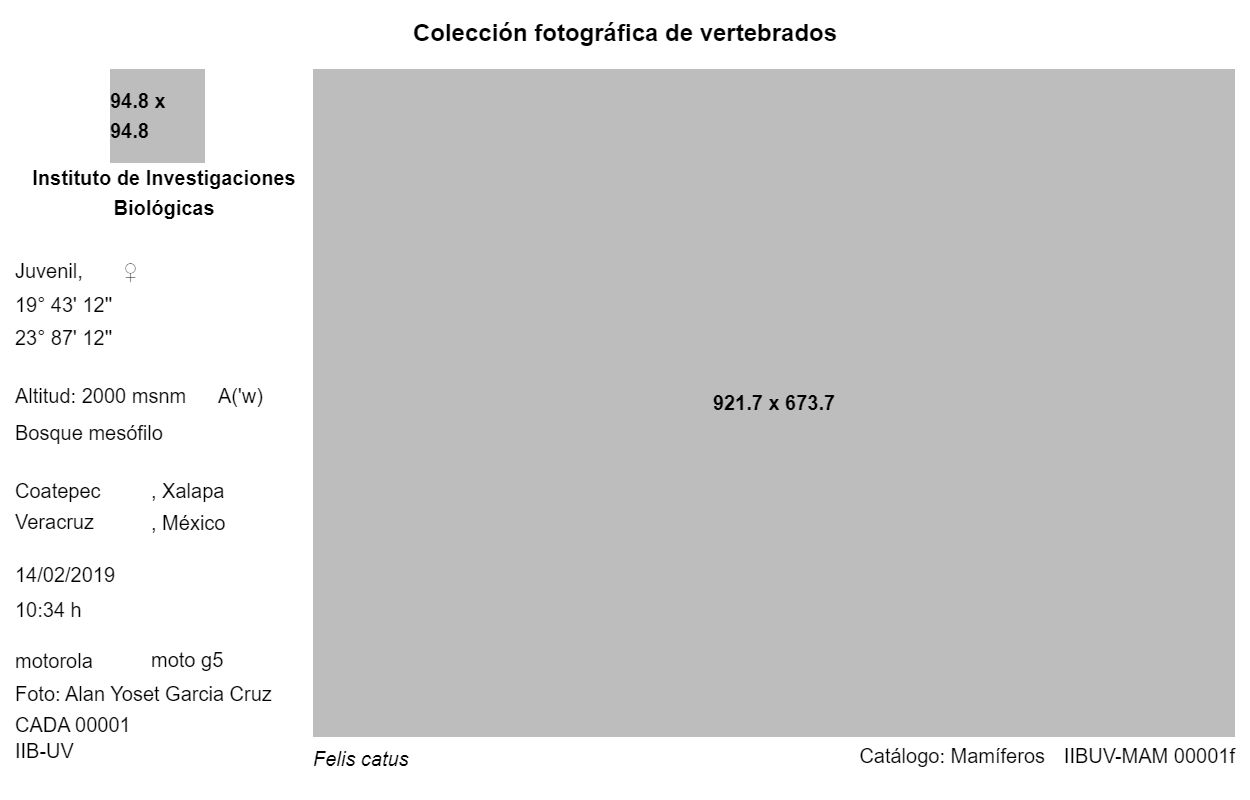 Colección fotográfica de vertebrados
94.8 x
94.8
Instituto de Investigaciones
Biológicas
Juvenil, ♀
19° 43' 12"
23° 87' 12"
Altitud: 2000 msnm A('w)
Bosque mesófilo
Coatepec , Xalapa
Veracruz , México
14/02/2019
10:34 h
motorola moto g5
Foto: Alan Yoset Garcia Cruz
CADA 00001
IIB-UV
921.7 x 673.7
Felis catus
Catálogo: Mamíferos IIBUV-MAM 00001f